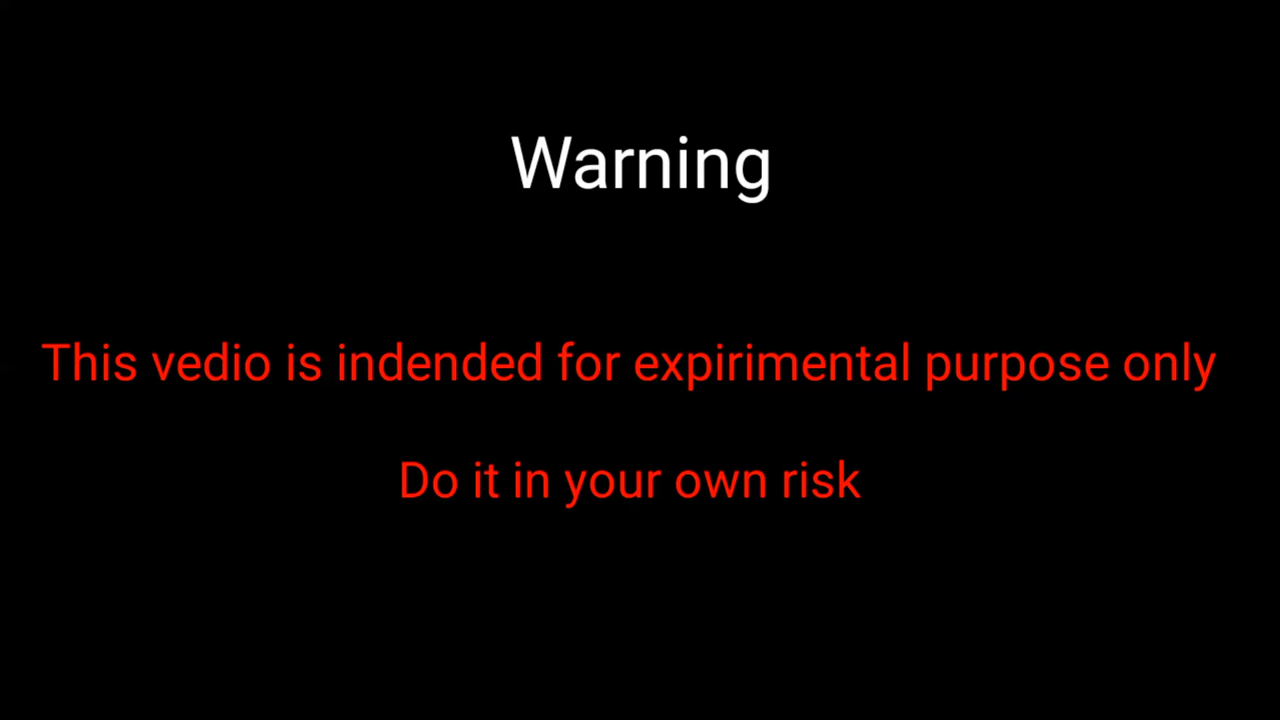 Warning
This vedio is indended for expirimental purpose only
Do it in your own risk